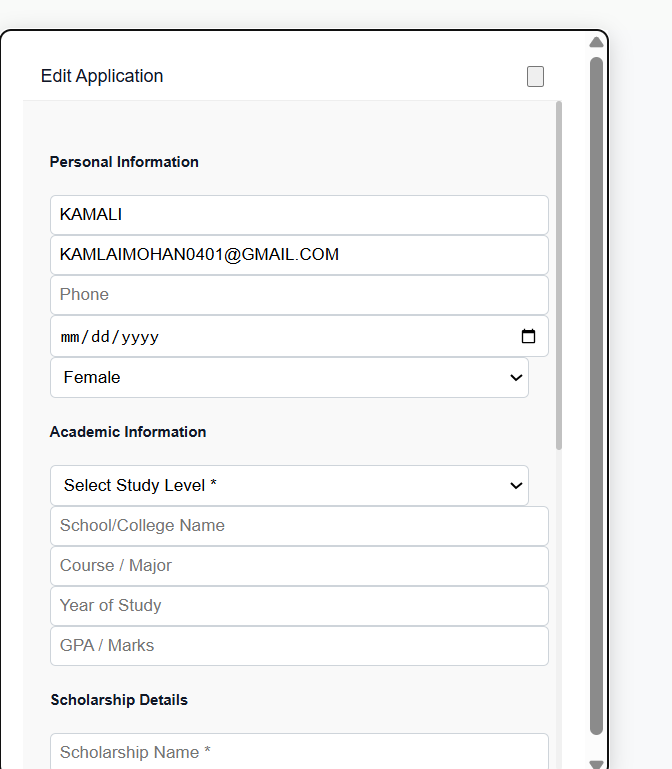 Edit Application
Personal Information
KAMALI
KAMLAIMOHAN0401@GMAIL.COM
Phone
mm/dd/yyyy
Female
Academic Information
Select Study Level *
School/College Name
Course / Major
Year of Study
GPA / Marks
Scholarship Details
Scholarship Name *